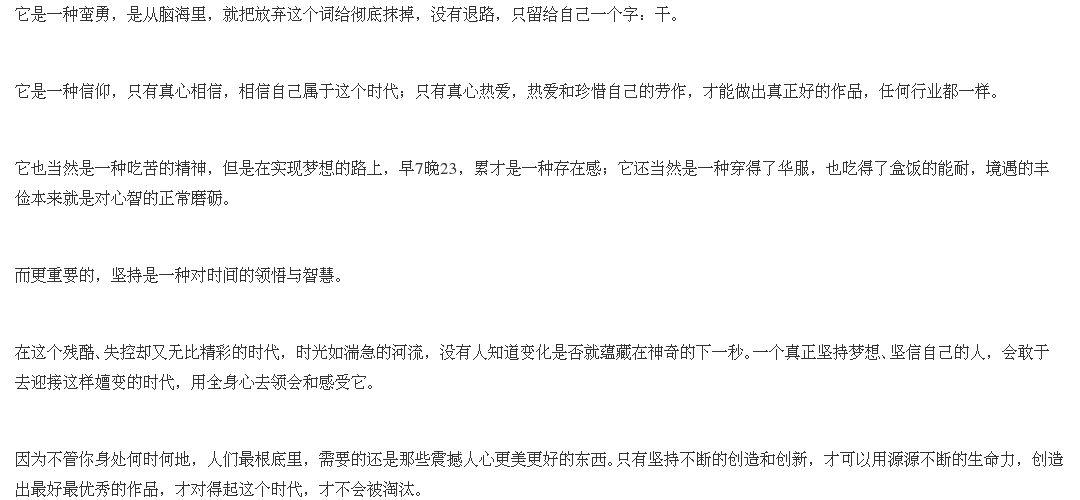 它是一种蛮勇，是从脑海里，就把放弃这个词给彻底抹掉，没有退路，只留给自己一个字：干。
它是一种信仰，只有真心相信，相信自己属于这个时代；只有真心热爱，热爱和珍惜自己的劳作，才能做出真正好的作品，任何行业都一样。
它也当然是一种吃苦的精神，但是在实现梦想的路上，早7晚23，累才是一种存在感；它还当然是一种穿得了华服，也吃得了盒饭的能耐，境遇的丰
俭本来就是对心智的正常磨砺。
而更重要的，坚持是一种对时间的领悟与智慧。
在这个残酷、失控却又无比精彩的时代，时光如湍急的河流，没有人知道变化是否就蕴藏在神奇的下一秒。一个真正坚持梦想、坚信自己的人，会敢于
去迎接这样嬗变的时代，用全身心去领会和感受它。
因为不管你身处何时何地，人们最根底里，需要的还是那些震撼人心更美更好的东西。只有坚持不断的创造和创新，才可以用源源不断的生命力，创造
出最好最优秀的作品，才对得起这个时代，才不会被淘汰。